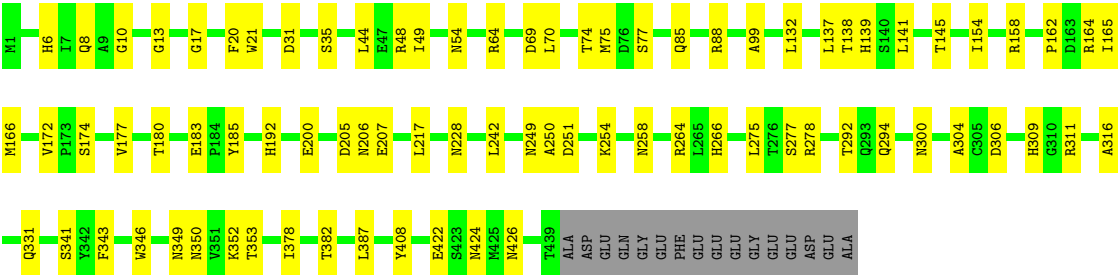 M1 H6 I7 Q8 A9 G10 G13 G17 F20 W21 D31 S35 L44 E47 R48 I49 N54 R64 D69 L70 T74 M75 D76 S77 Q85 R88 A99 L132 L137 T138 H139 S140 L141 T145 I154 R158 P162 D163 R164 I165
M166 V172 P173 S174 V177 T180 E183 P184 Y185 H192 E200 D205 N206 E207 L217 N228 L242 N249 A250 D251 K254 N258 R264 L265 H266 L275 T276 S277 R278 T292 Q293 Q294 N300 A304 C305 D306 H309 G310 R311 A316
Q331 S341 Y342 F343 W346 N349 N350 V351 K352 T353 I378 T382 L387 Y408 E422 S423 N424 M425 N426 T439 ALA ASP GLU GLN GLY GLU PHE GLU GLU GLU GLY GLU GLU ASP GLU ALA